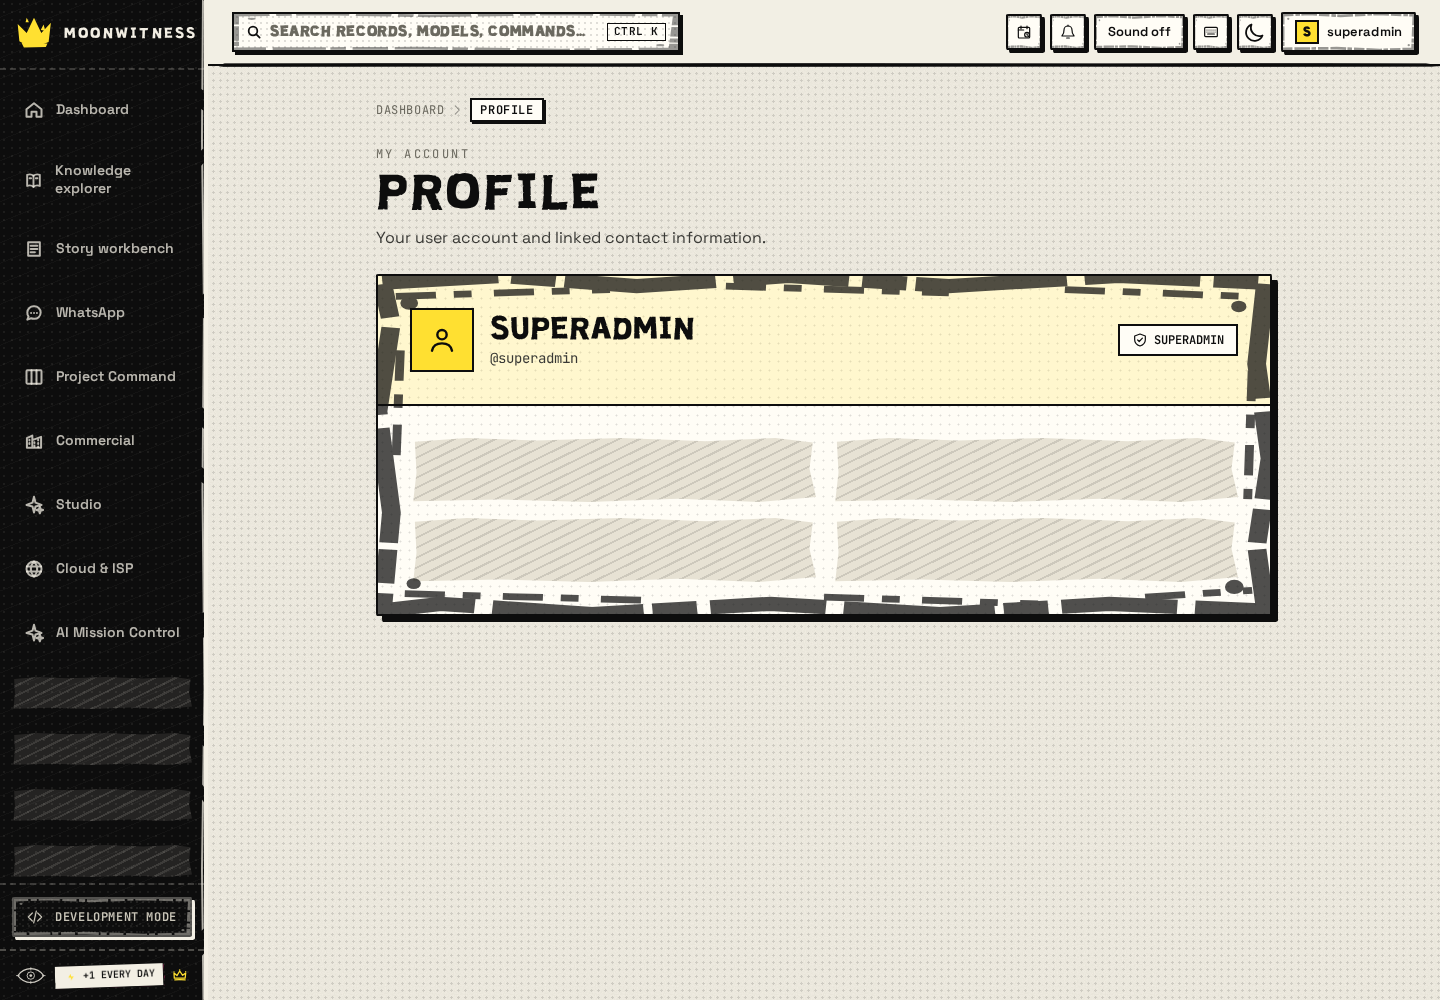 MOONWITNESS
SEARCH RECORDS, MODELS, COMMANDS…
CTRL K
Sound off
S
superadmin
Dashboard
Knowledge
explorer
Story workbench
WhatsApp
Project Command
Commercial
Studio
Cloud & ISP
AI Mission Control
DEVELOPMENT MODE
+1 EVERY DAY
DASHBOARD
PROFILE
MY ACCOUNT
PROFILE
Your user account and linked contact information.
SUPERADMIN
@superadmin
SUPERADMIN